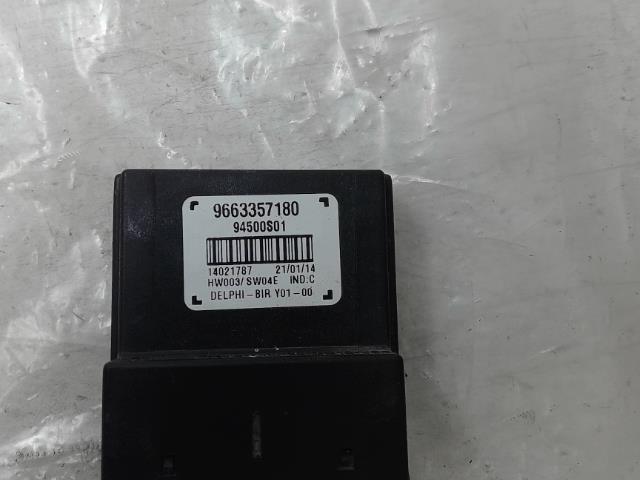 9663357180
94500S01
14021787 21/01/14
HW003/ SW04E IND:C
DELPHI-BIR Y01-00